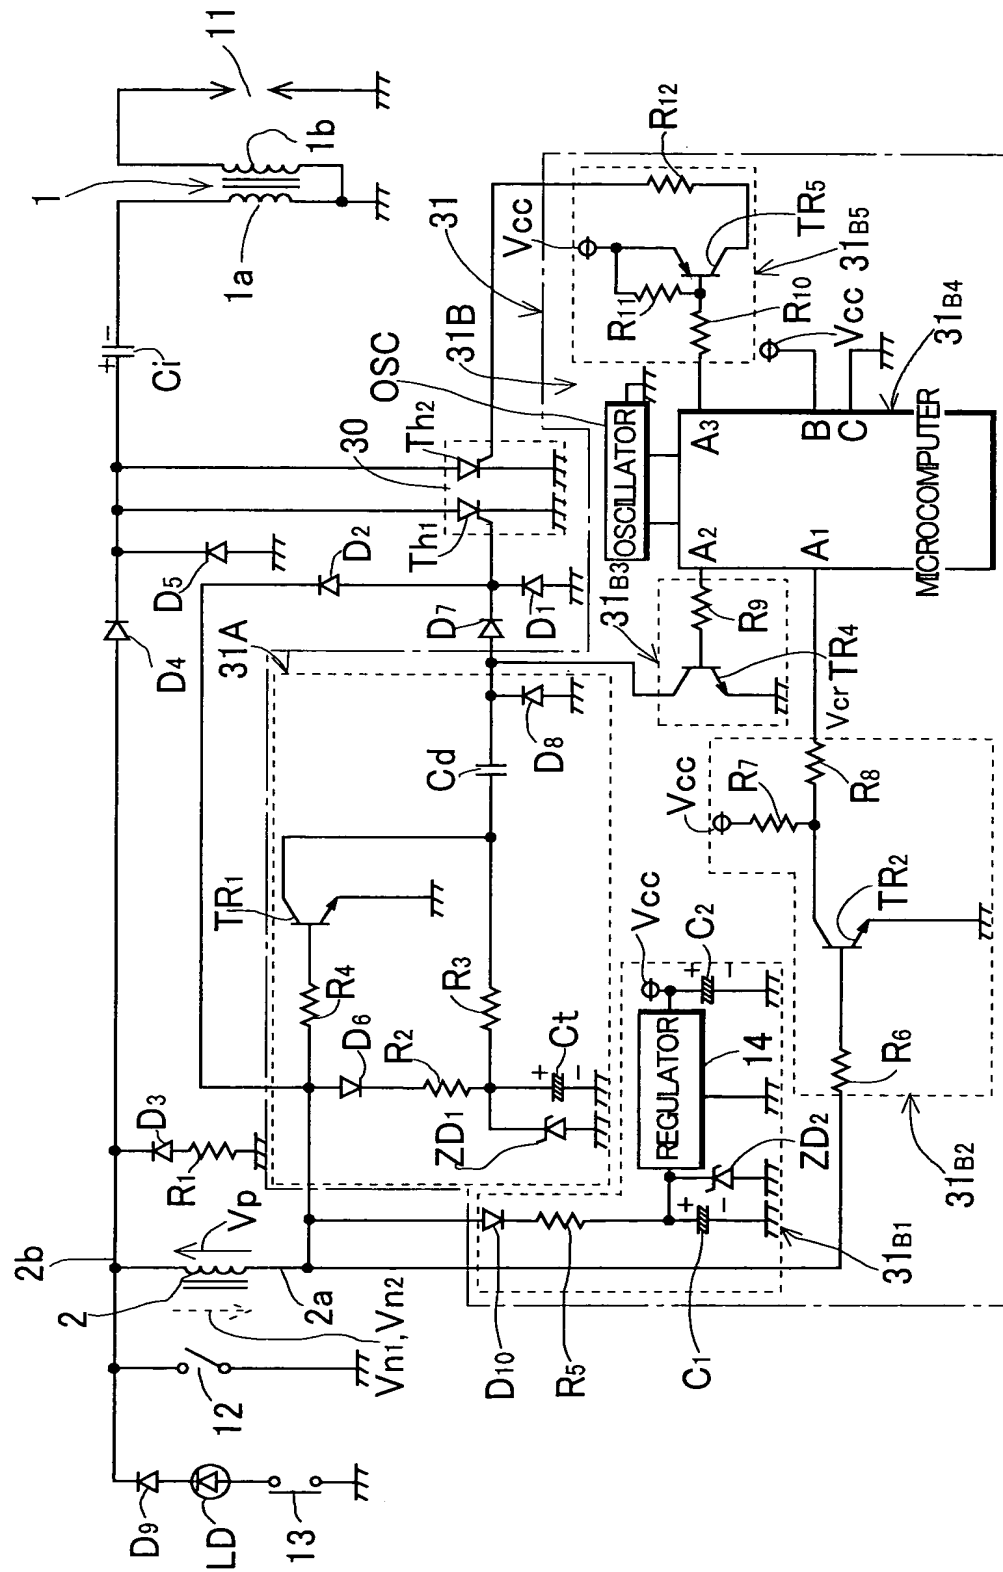 11
1
1b
1a
Ci
+
−
2b
2
Vp
2a
Vn1, Vn2
12
D9
LD
13
D3
R1
D4
D5
D2
30
Th1
Th2
31
31B
OSC
31A
D7
D1
D8
Cd
TR1
R4
D6
R2
R3
ZD1
Ct
+
−
R12
Vcc
R11
TR5
31B5
R10
Vcc
31B4
OSCILLATOR
31B3
A3
B
C
A2
A1
MICROCOMPUTER
R9
TR4
Vcr
R8
R7
Vcc
TR2
R6
31B2
Vcc
C2
+
−
REGULATOR
14
ZD2
+
−
C1
D10
R5
31B1